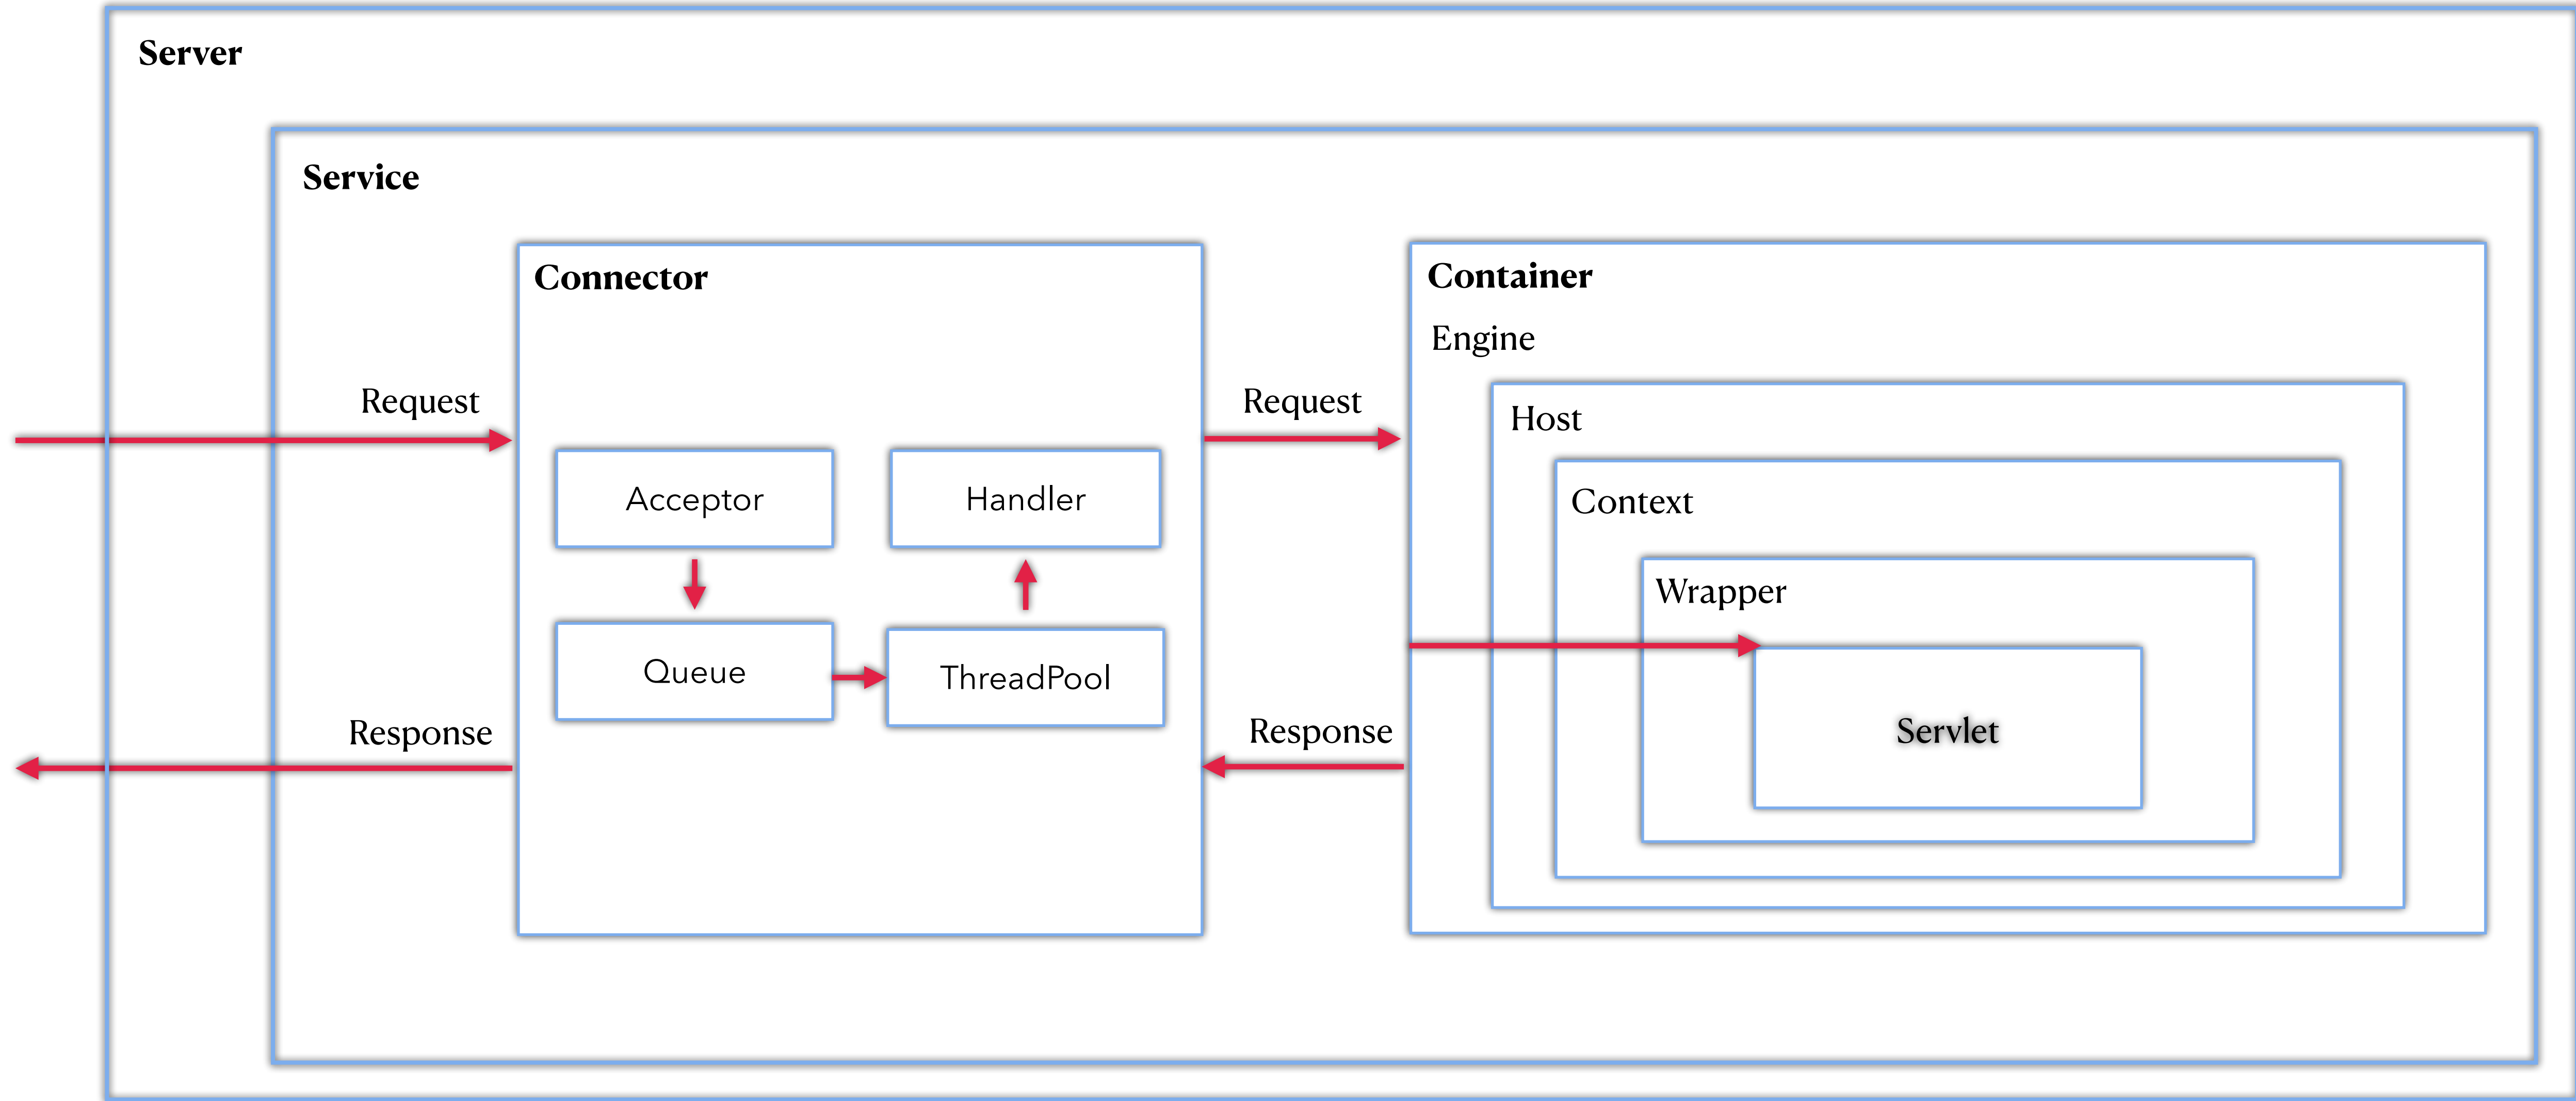 Server
Service
Connector
Container
Engine
Request
Request
Host
Acceptor
Handler
Context
Wrapper
Queue
ThreadPool
Response
Response
Servlet